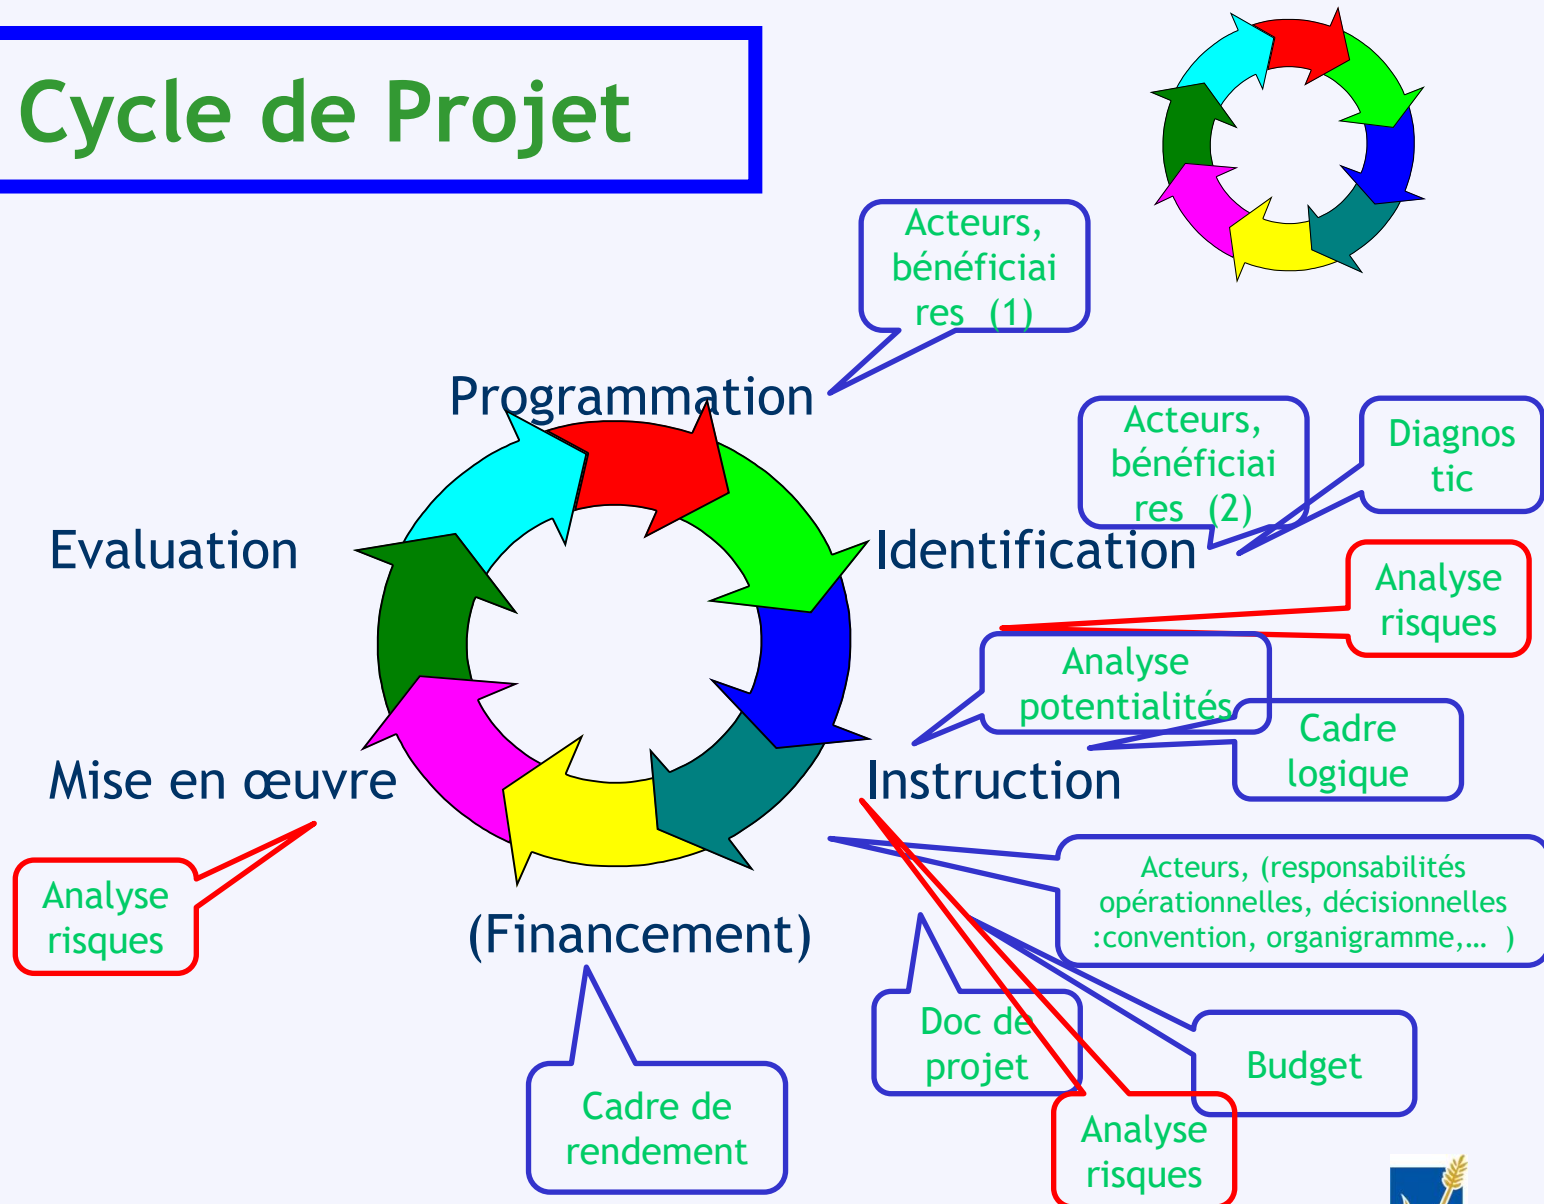 Cycle de Projet
Acteurs,
bénéficiai
res (1)
Programmation
Acteurs,
bénéficiai
res (2)
Diagnos
tic
Evaluation
Identification
Analyse
risques
Analyse
potentialités
Cadre
logique
Mise en œuvre
Instruction
Analyse
risques
Acteurs, (responsabilités
opérationnelles, décisionnelles
:convention, organigramme,… )
(Financement)
Doc de
projet
Budget
Cadre de
rendement
Analyse
risques